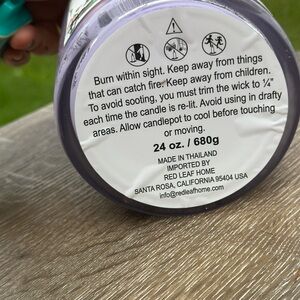 Burn within sight. Keep away from things
that can catch fire. Keep away from children.
To avoid sooting, you must trim the wick to ¼"
each time the candle is re-lit. Avoid using in drafty
areas. Allow candlepot to cool before touching
or moving.
24 oz. / 680g
MADE IN THAILAND
IMPORTED BY
RED LEAF HOME
SANTA ROSA, CALIFORNIA 95404 USA
info@redleafhome.com